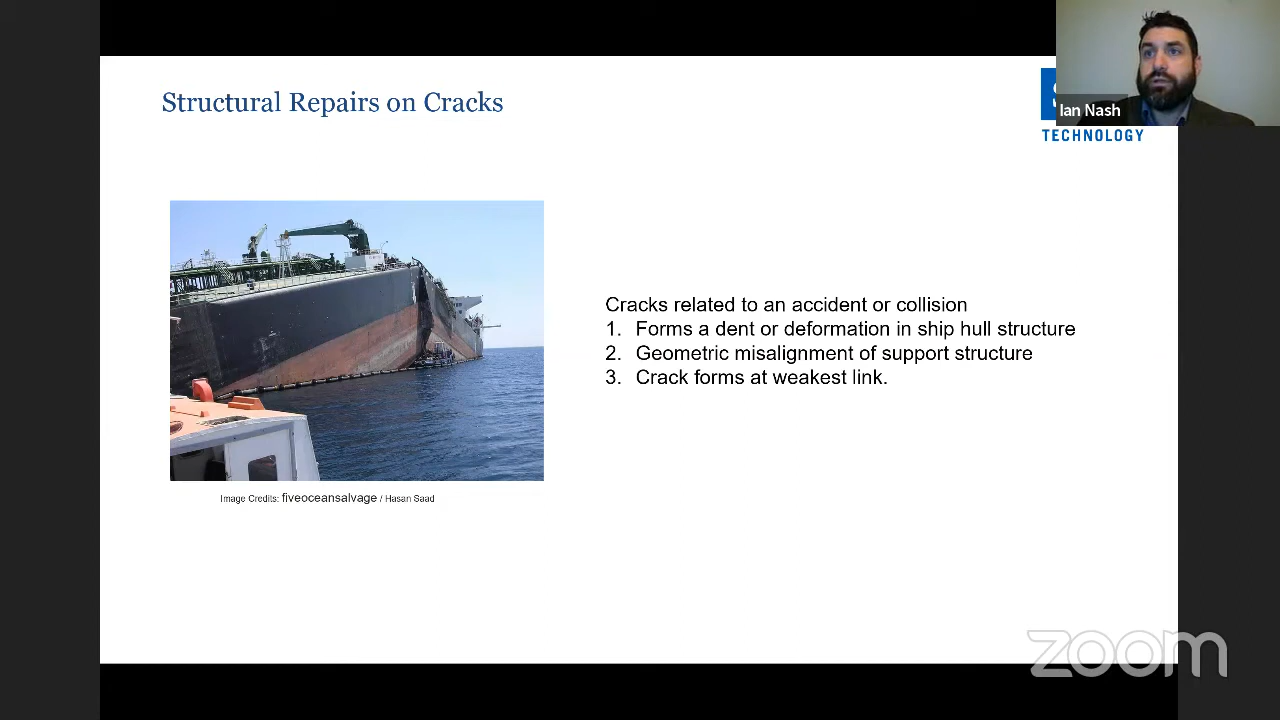 Structural Repairs on Cracks
TECHNOLOGY
Ian Nash
Cracks related to an accident or collision
1. Forms a dent or deformation in ship hull structure
2. Geometric misalignment of support structure
3. Crack forms at weakest link.
Image Credits: fiveoceansalvage / Hasan Saad
zoom